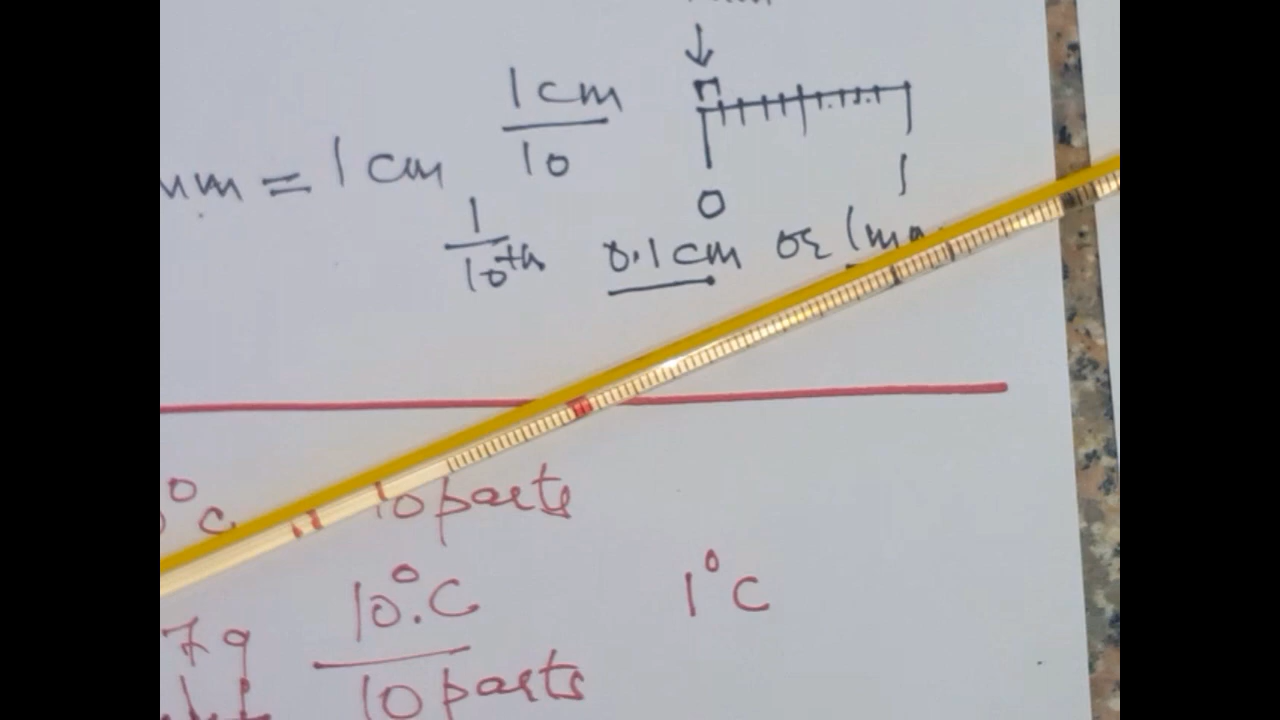 1 cm
10
mm = 1 cm
0
1
1
10th
0.1 cm or 1mm
°C
10 parts
10°C
10 parts
1°C
79